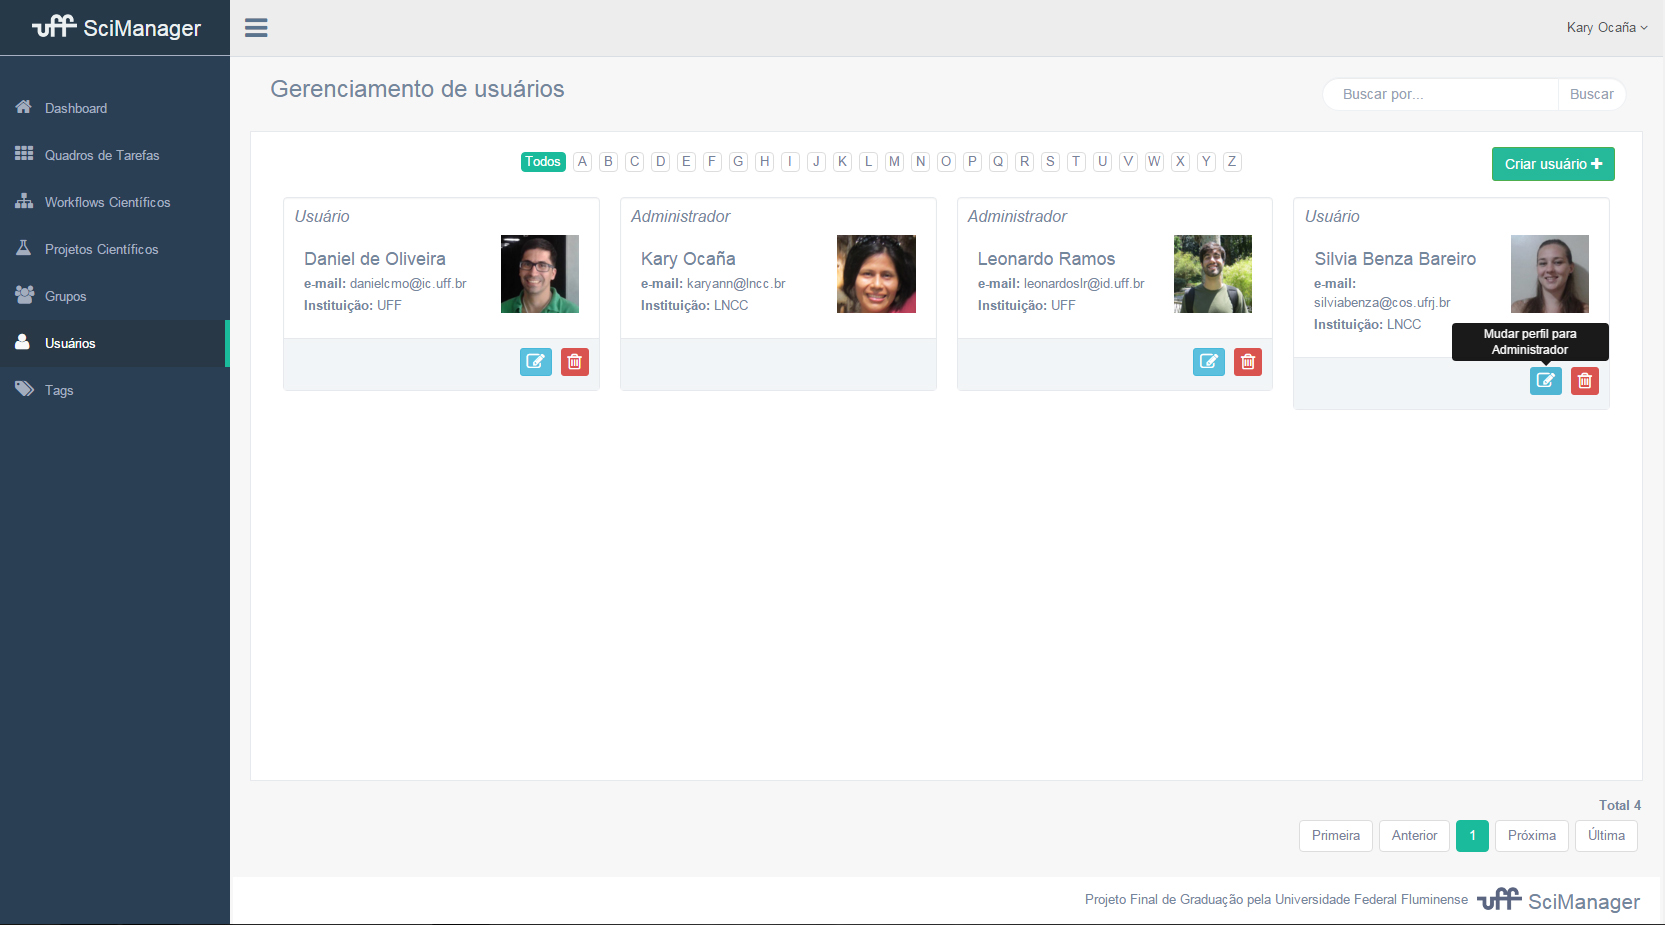 uff SciManager
Kary Ocaña
Dashboard
Quadros de Tarefas
Workflows Científicos
Projetos Científicos
Grupos
Usuários
Tags
Gerenciamento de usuários
Buscar por...
Buscar
Todos A B C D E F G H I J K L M N O P Q R S T U V W X Y Z
Criar usuário
Usuário
Daniel de Oliveira
e-mail: danielcmo@ic.uff.br
Instituição: UFF
Administrador
Kary Ocaña
e-mail: karyann@lncc.br
Instituição: LNCC
Administrador
Leonardo Ramos
e-mail: leonardoslr@id.uff.br
Instituição: UFF
Usuário
Silvia Benza Bareiro
e-mail:
silviabenza@cos.ufrj.br
Instituição: LNCC
Mudar perfil para
Administrador
Total 4
Primeira Anterior 1 Próxima Última
Projeto Final de Graduação pela Universidade Federal Fluminense uff SciManager